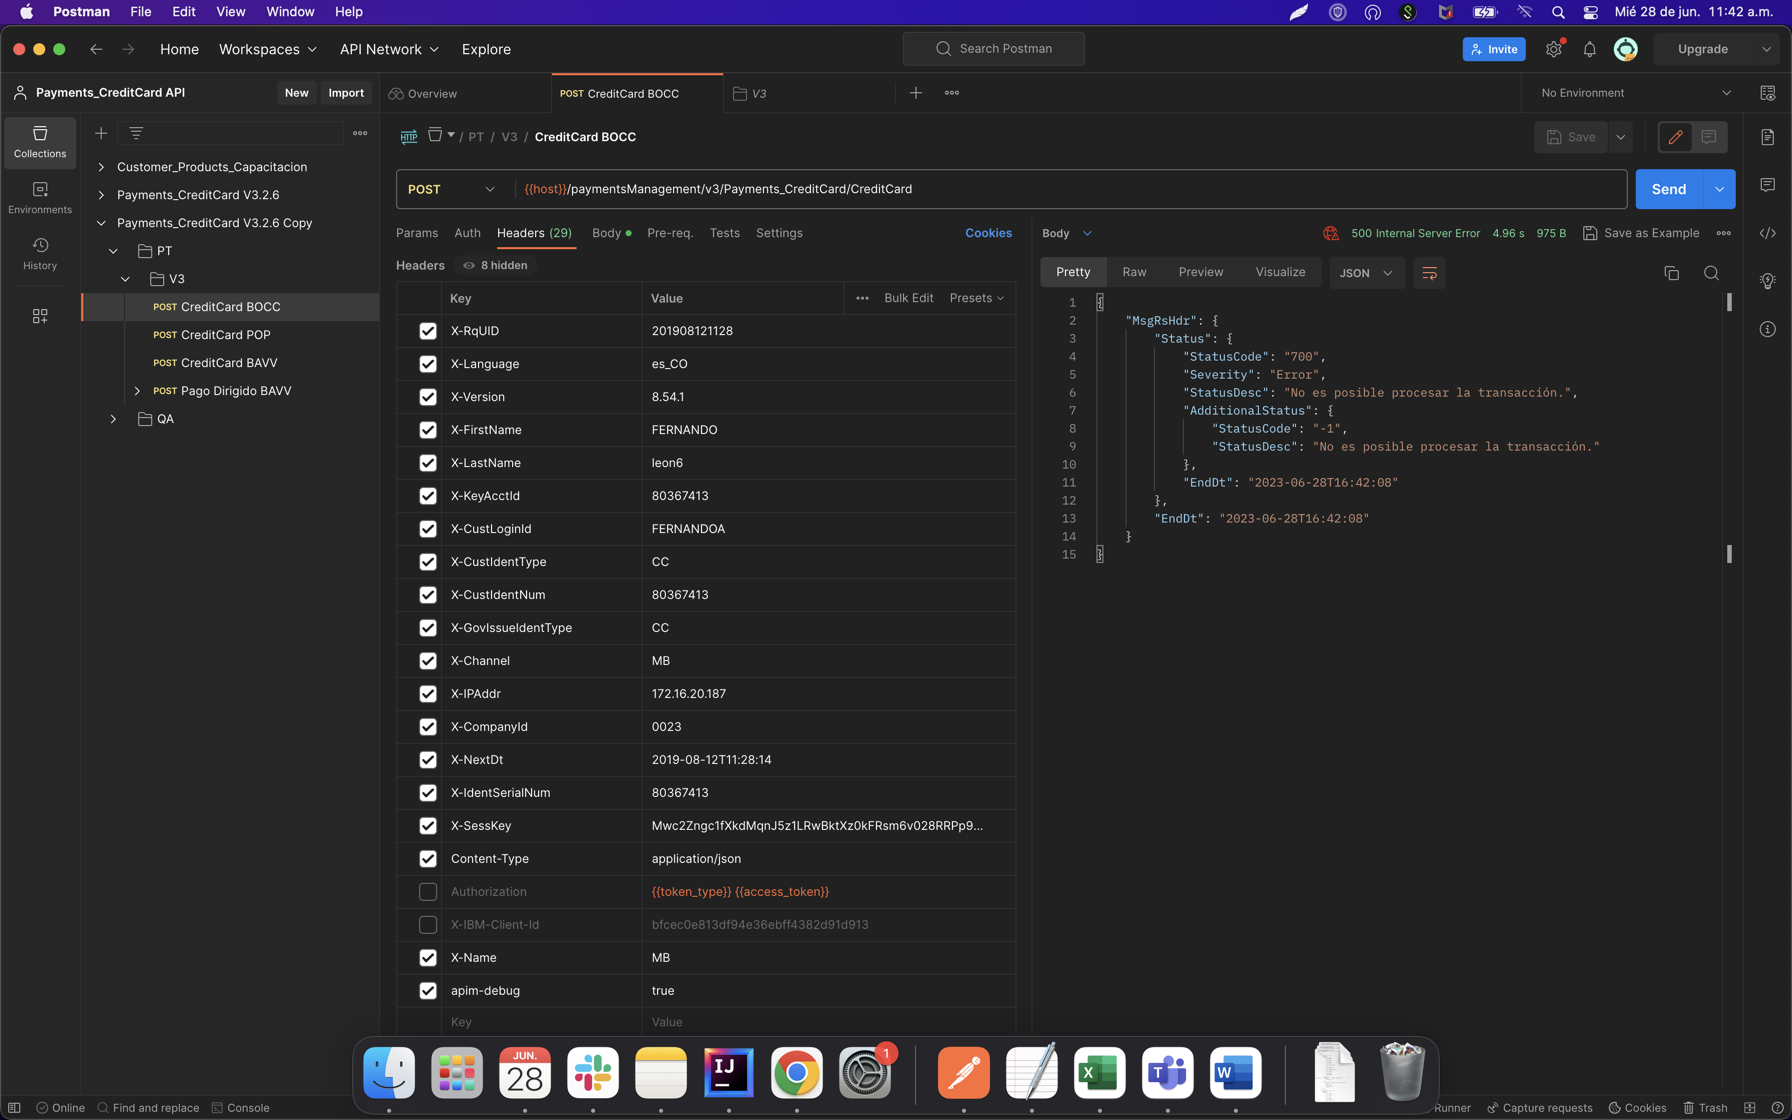 Postman File Edit View Window Help
Mié 28 de jun. 11:42 a.m.
Home Workspaces API Network Explore
Search Postman
Invite
Upgrade
Payments_CreditCard API
New Import
Overview
POST CreditCard BOCC
V3
No Environment
Collections
Environments
History
Customer_Products_Capacitacion
Payments_CreditCard V3.2.6
Payments_CreditCard V3.2.6 Copy
PT
V3
POST CreditCard BOCC
POST CreditCard POP
POST CreditCard BAVV
POST Pago Dirigido BAVV
QA
HTTP / PT / V3 / CreditCard BOCC
Save
POST {{host}}/paymentsManagement/v3/Payments_CreditCard/CreditCard
Send
Params Auth Headers (29) Body Pre-req. Tests Settings Cookies
Headers 8 hidden
Key Value Bulk Edit Presets
X-RqUID 201908121128
X-Language es_CO
X-Version 8.54.1
X-FirstName FERNANDO
X-LastName leon6
X-KeyAcctId 80367413
X-CustLoginId FERNANDOA
X-CustIdentType CC
X-CustIdentNum 80367413
X-GovIssueIdentType CC
X-Channel MB
X-IPAddr 172.16.20.187
X-CompanyId 0023
X-NextDt 2019-08-12T11:28:14
X-IdentSerialNum 80367413
X-SessKey Mwc2Zngc1fXkdMqnJ5z1LRwBktXz0kFRsm6v028RRPp9...
Content-Type application/json
Authorization {{token_type}} {{access_token}}
X-IBM-Client-Id bfcec0e813df94e36ebff4382d91d913
X-Name MB
apim-debug true
Key Value
Body 500 Internal Server Error 4.96 s 975 B Save as Example
Pretty Raw Preview Visualize JSON
1 {
2 "MsgRsHdr": {
3 "Status": {
4 "StatusCode": "700",
5 "Severity": "Error",
6 "StatusDesc": "No es posible procesar la transacción.",
7 "AdditionalStatus": {
8 "StatusCode": "-1",
9 "StatusDesc": "No es posible procesar la transacción."
10 },
11 "EndDt": "2023-06-28T16:42:08"
12 },
13 "EndDt": "2023-06-28T16:42:08"
14 }
15 }
JUN.
28
IJ
1
X
T
W
Online Find and replace Console
Runner Capture requests Cookies Trash